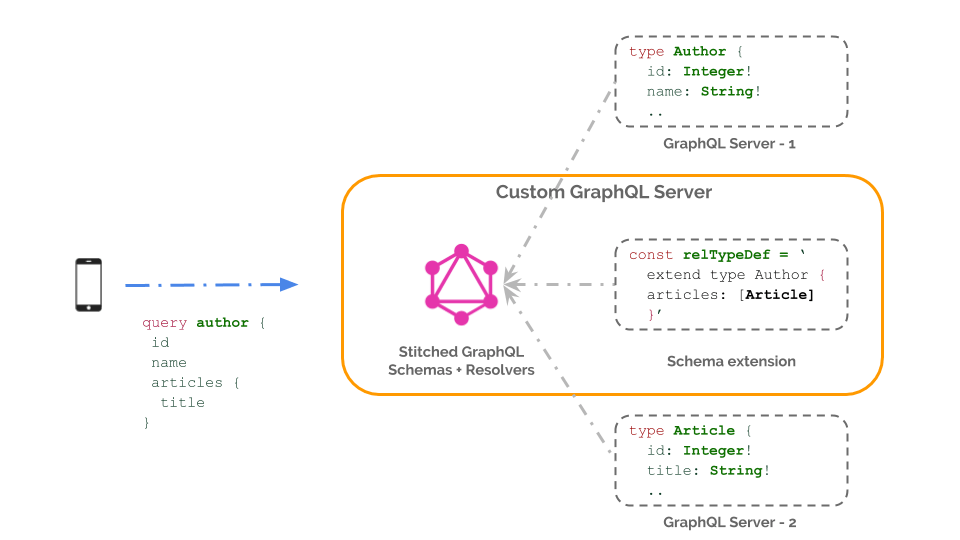 type Author {
id: Integer!
name: String!
..
GraphQL Server - 1
Custom GraphQL Server
const relTypeDef = ‘
extend type Author {
articles: [Article]
}’
Schema extension
Stitched GraphQL
Schemas + Resolvers
query author {
id
name
articles {
title
}
type Article {
id: Integer!
title: String!
..
GraphQL Server - 2